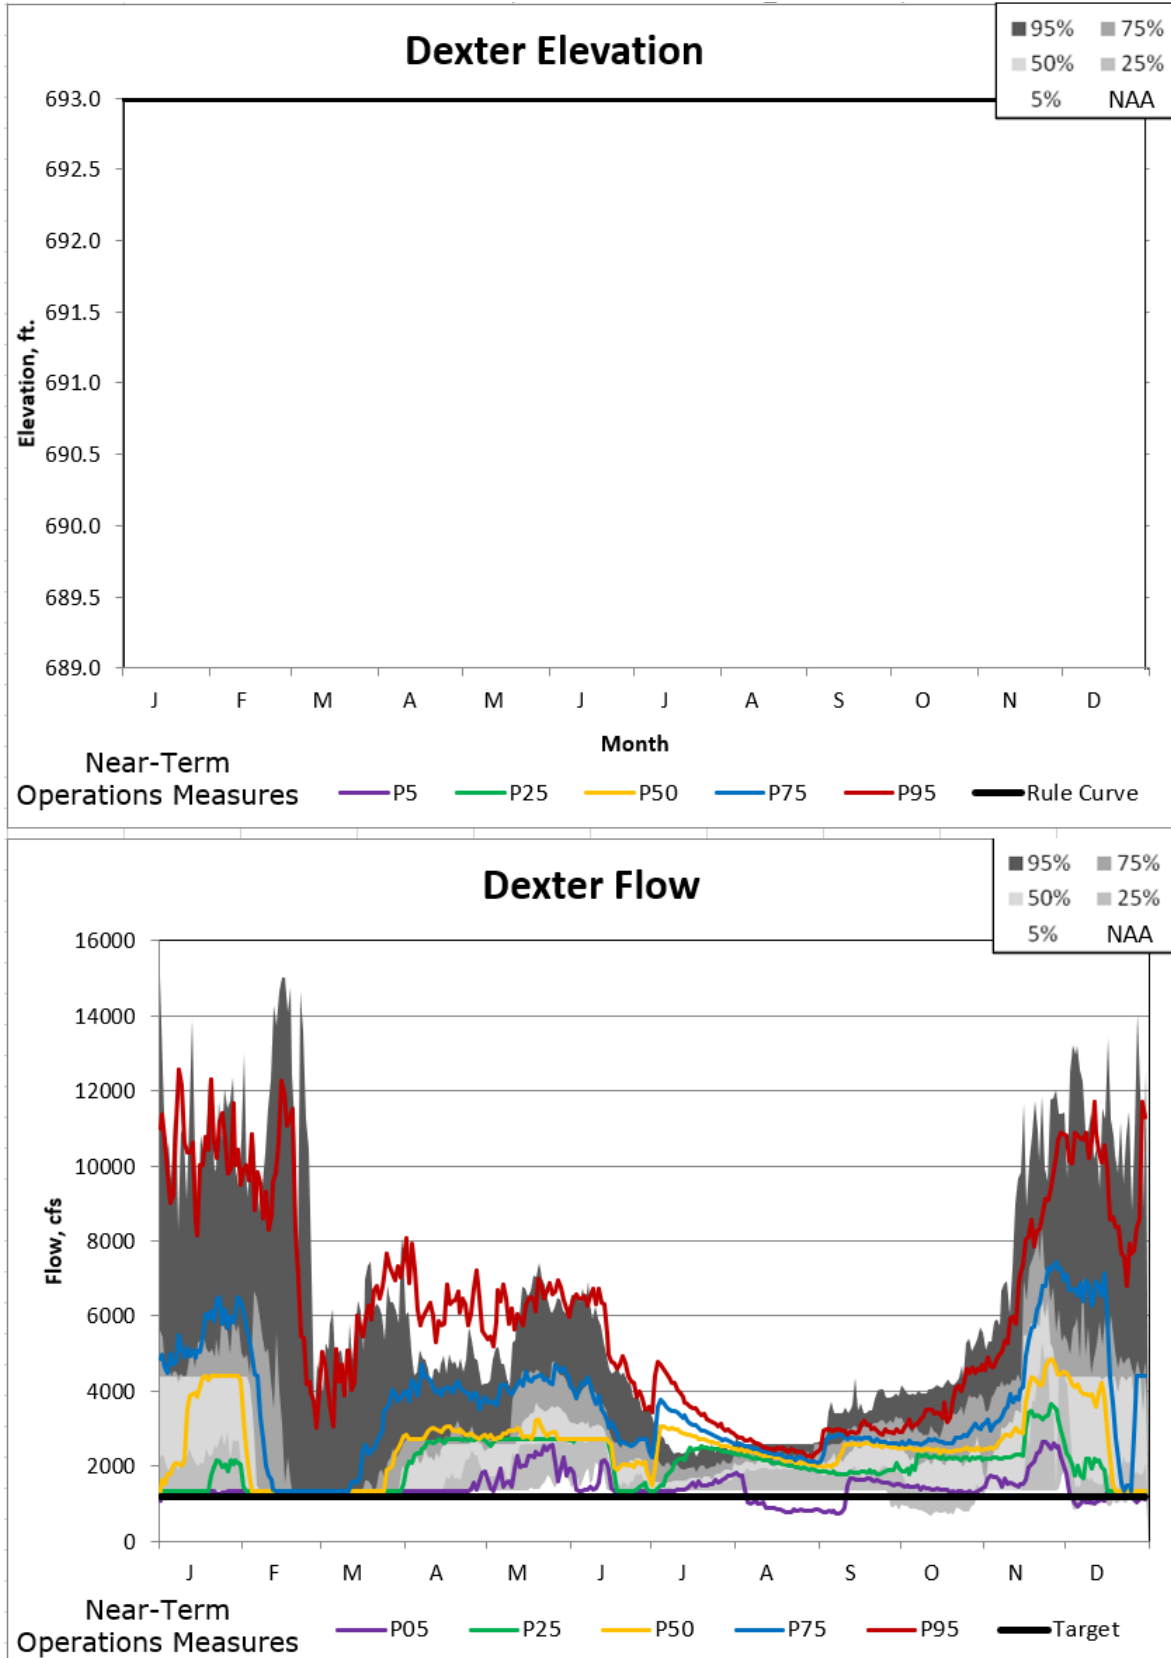 Dexter Elevation
95% 75%
50% 25%
5% NAA
693.0
692.5
692.0
691.5
691.0
690.5
690.0
689.5
689.0
Elevation, ft.
J F M A M J J A S O N D
Month
Near-Term
Operations Measures
P5 P25 P50 P75 P95 Rule Curve
Dexter Flow
95% 75%
50% 25%
5% NAA
16000
14000
12000
10000
8000
6000
4000
2000
0
Flow, cfs
J F M A M J J A S O N D
Near-Term
Operations Measures
P05 P25 P50 P75 P95 Target